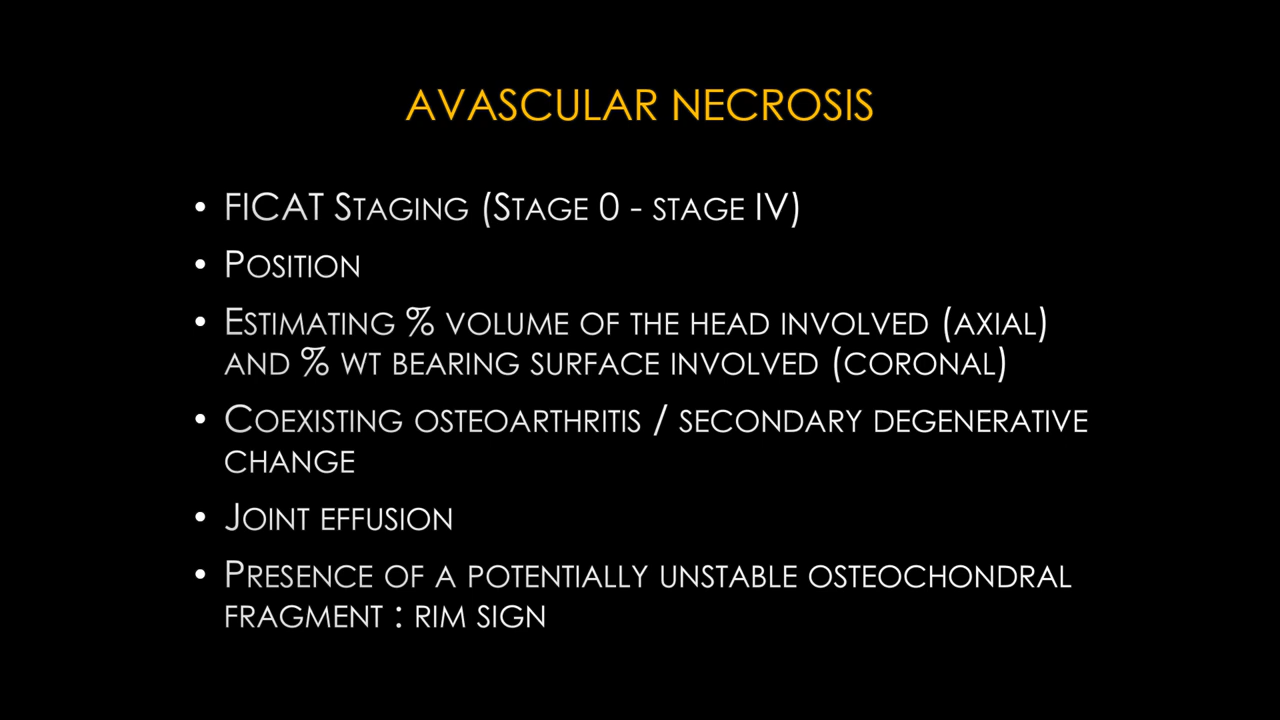 AVASCULAR NECROSIS
• FICAT STAGING (STAGE 0 - STAGE IV)
• POSITION
• ESTIMATING % VOLUME OF THE HEAD INVOLVED (AXIAL)
AND % WT BEARING SURFACE INVOLVED (CORONAL)
• COEXISTING OSTEOARTHRITIS / SECONDARY DEGENERATIVE
CHANGE
• JOINT EFFUSION
• PRESENCE OF A POTENTIALLY UNSTABLE OSTEOCHONDRAL
FRAGMENT : RIM SIGN